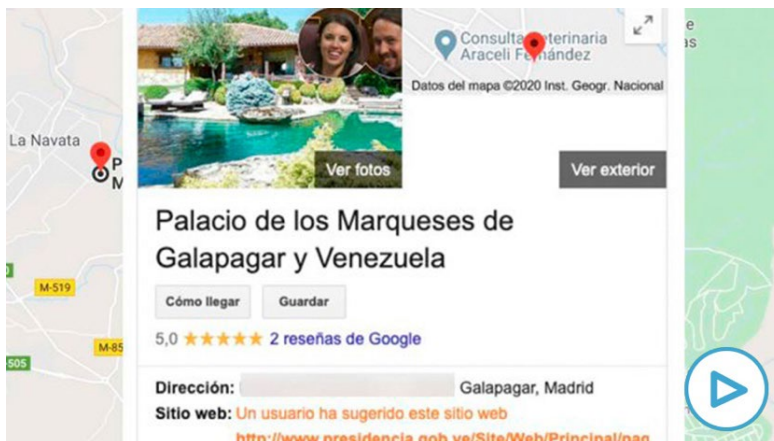 Consulta
Araceli Fernández
e
as
Datos del mapa ©2020 Inst. Geogr. Nacional
La Navata
P
M
Ver fotos
Ver exterior
Palacio de los Marqueses de
Galapagar y Venezuela
M-519
Cómo llegar
Guardar
5,0 ★★★★★ 2 reseñas de Google
M-85
505
Dirección: Galapagar, Madrid
Sitio web: Un usuario ha sugerido este sitio web
http://www.presidencia.gob.ve/Site/Web/Principal/pag